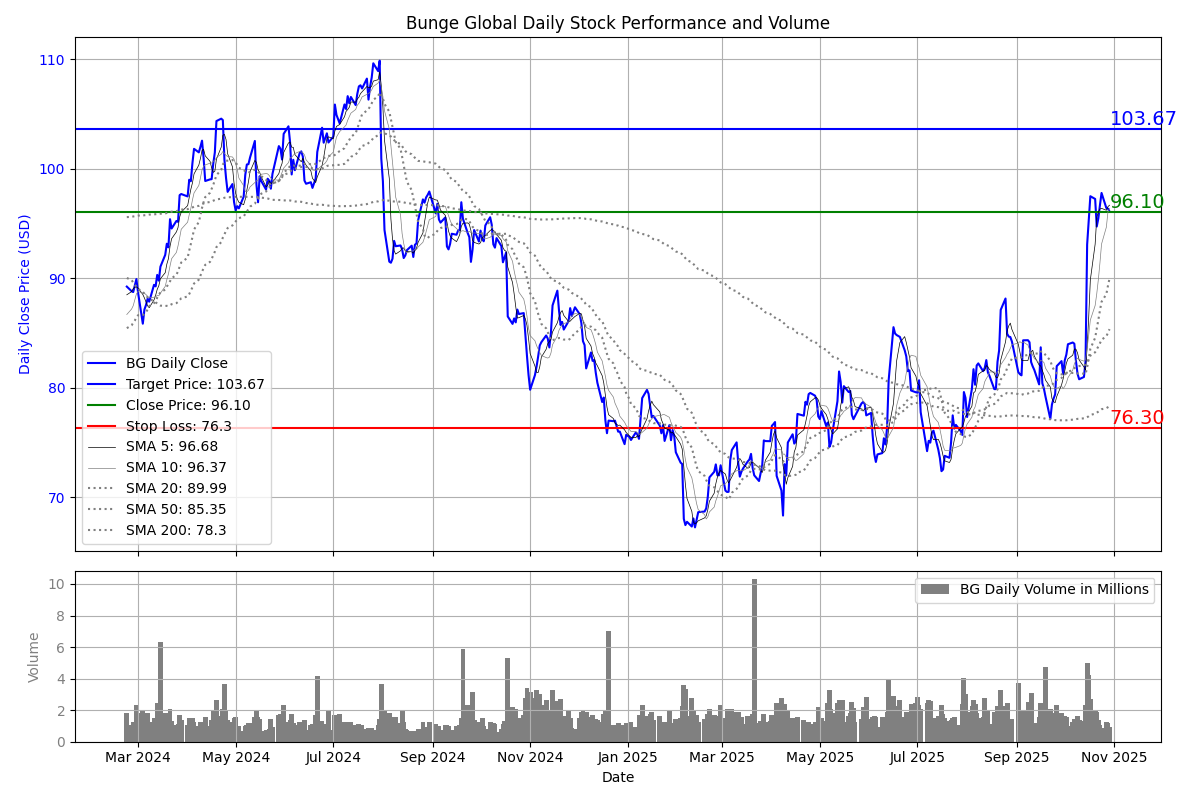 Bunge Global Daily Stock Performance and Volume
110
100
90
80
70
Daily Close Price (USD)
103.67
96.10
76.30
BG Daily Close
Target Price: 103.67
Close Price: 96.10
Stop Loss: 76.3
SMA 5: 96.68
SMA 10: 96.37
SMA 20: 89.99
SMA 50: 85.35
SMA 200: 78.3
10
8
6
4
2
0
Volume
BG Daily Volume in Millions
Mar 2024 May 2024 Jul 2024 Sep 2024 Nov 2024 Jan 2025 Mar 2025 May 2025 Jul 2025 Sep 2025 Nov 2025
Date